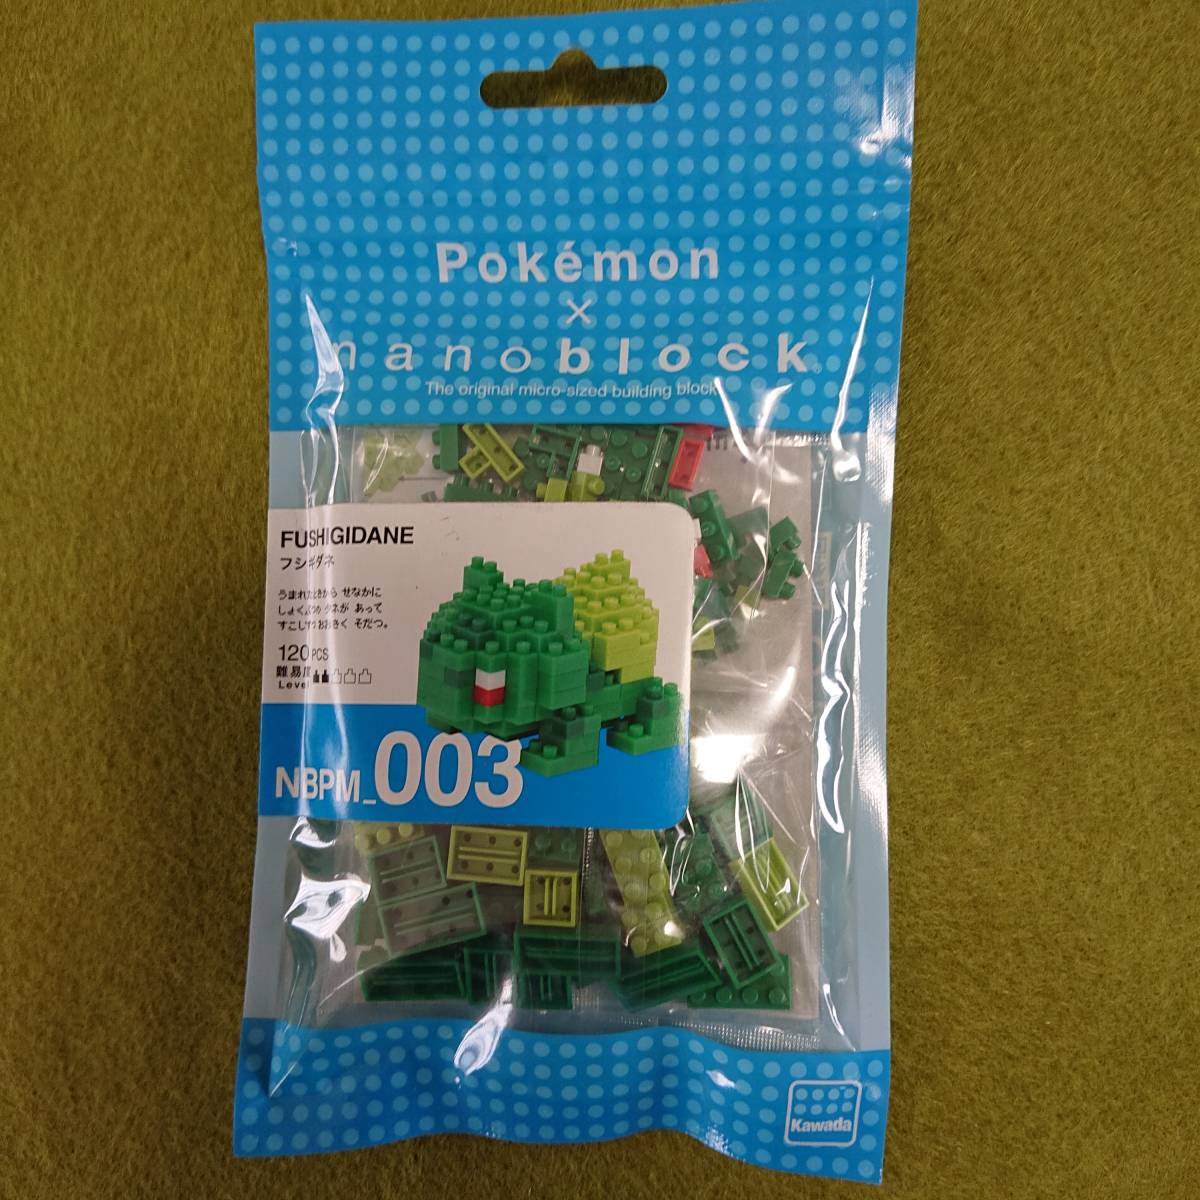 Pokémon
×
nanoblock
The original micro-sized building block
FUSHIGIDANE
フシギダネ
うまれたときから せなかに
しょくぶつの タネが あって
すこしずつ おおきく そだつ。
120PCS
難易度
Level
NBPM_003
Kawada